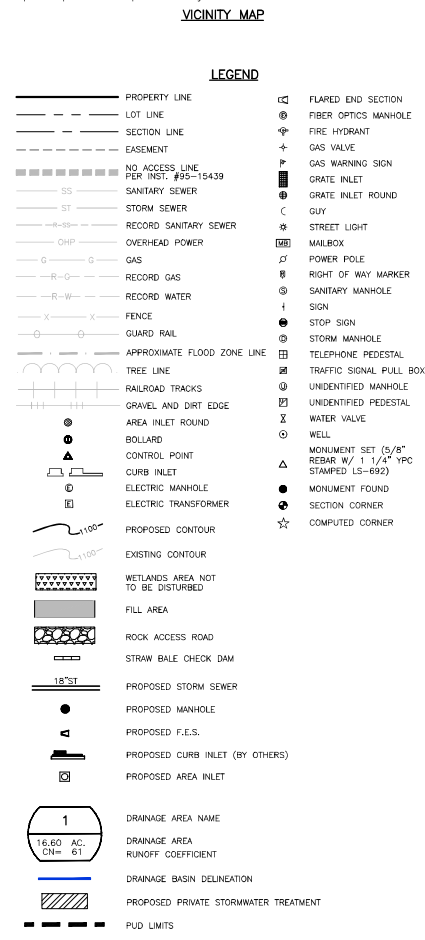 VICINITY MAP
LEGEND
PROPERTY LINE
LOT LINE
SECTION LINE
EASEMENT
NO ACCESS LINE
PER INST. #95-15439
SS SANITARY SEWER
ST STORM SEWER
R-SS RECORD SANITARY SEWER
OHP OVERHEAD POWER
G G GAS
R-G RECORD GAS
R-W RECORD WATER
X X FENCE
O O GUARD RAIL
APPROXIMATE FLOOD ZONE LINE
TREE LINE
RAILROAD TRACKS
GRAVEL AND DIRT EDGE
AREA INLET ROUND
BOLLARD
CONTROL POINT
CURB INLET
E ELECTRIC MANHOLE
E ELECTRIC TRANSFORMER
1100 PROPOSED CONTOUR
1100 EXISTING CONTOUR
WETLANDS AREA NOT
TO BE DISTURBED
FILL AREA
ROCK ACCESS ROAD
STRAW BALE CHECK DAM
18"ST
PROPOSED STORM SEWER
PROPOSED MANHOLE
PROPOSED F.E.S.
PROPOSED CURB INLET (BY OTHERS)
PROPOSED AREA INLET
1 DRAINAGE AREA NAME
16.60 AC. DRAINAGE AREA
CN= 61 RUNOFF COEFFICIENT
DRAINAGE BASIN DELINEATION
PROPOSED PRIVATE STORMWATER TREATMENT
PUD LIMITS
FLARED END SECTION
FIBER OPTICS MANHOLE
FIRE HYDRANT
GAS VALVE
GAS WARNING SIGN
GRATE INLET
GRATE INLET ROUND
GUY
STREET LIGHT
MB MAILBOX
POWER POLE
RIGHT OF WAY MARKER
S SANITARY MANHOLE
SIGN
STOP SIGN
D STORM MANHOLE
TELEPHONE PEDESTAL
TRAFFIC SIGNAL PULL BOX
U UNIDENTIFIED MANHOLE
UNIDENTIFIED PEDESTAL
WATER VALVE
WELL
MONUMENT SET (5/8"
REBAR W/ 1 1/4" YPC
STAMPED LS-692)
MONUMENT FOUND
SECTION CORNER
COMPUTED CORNER